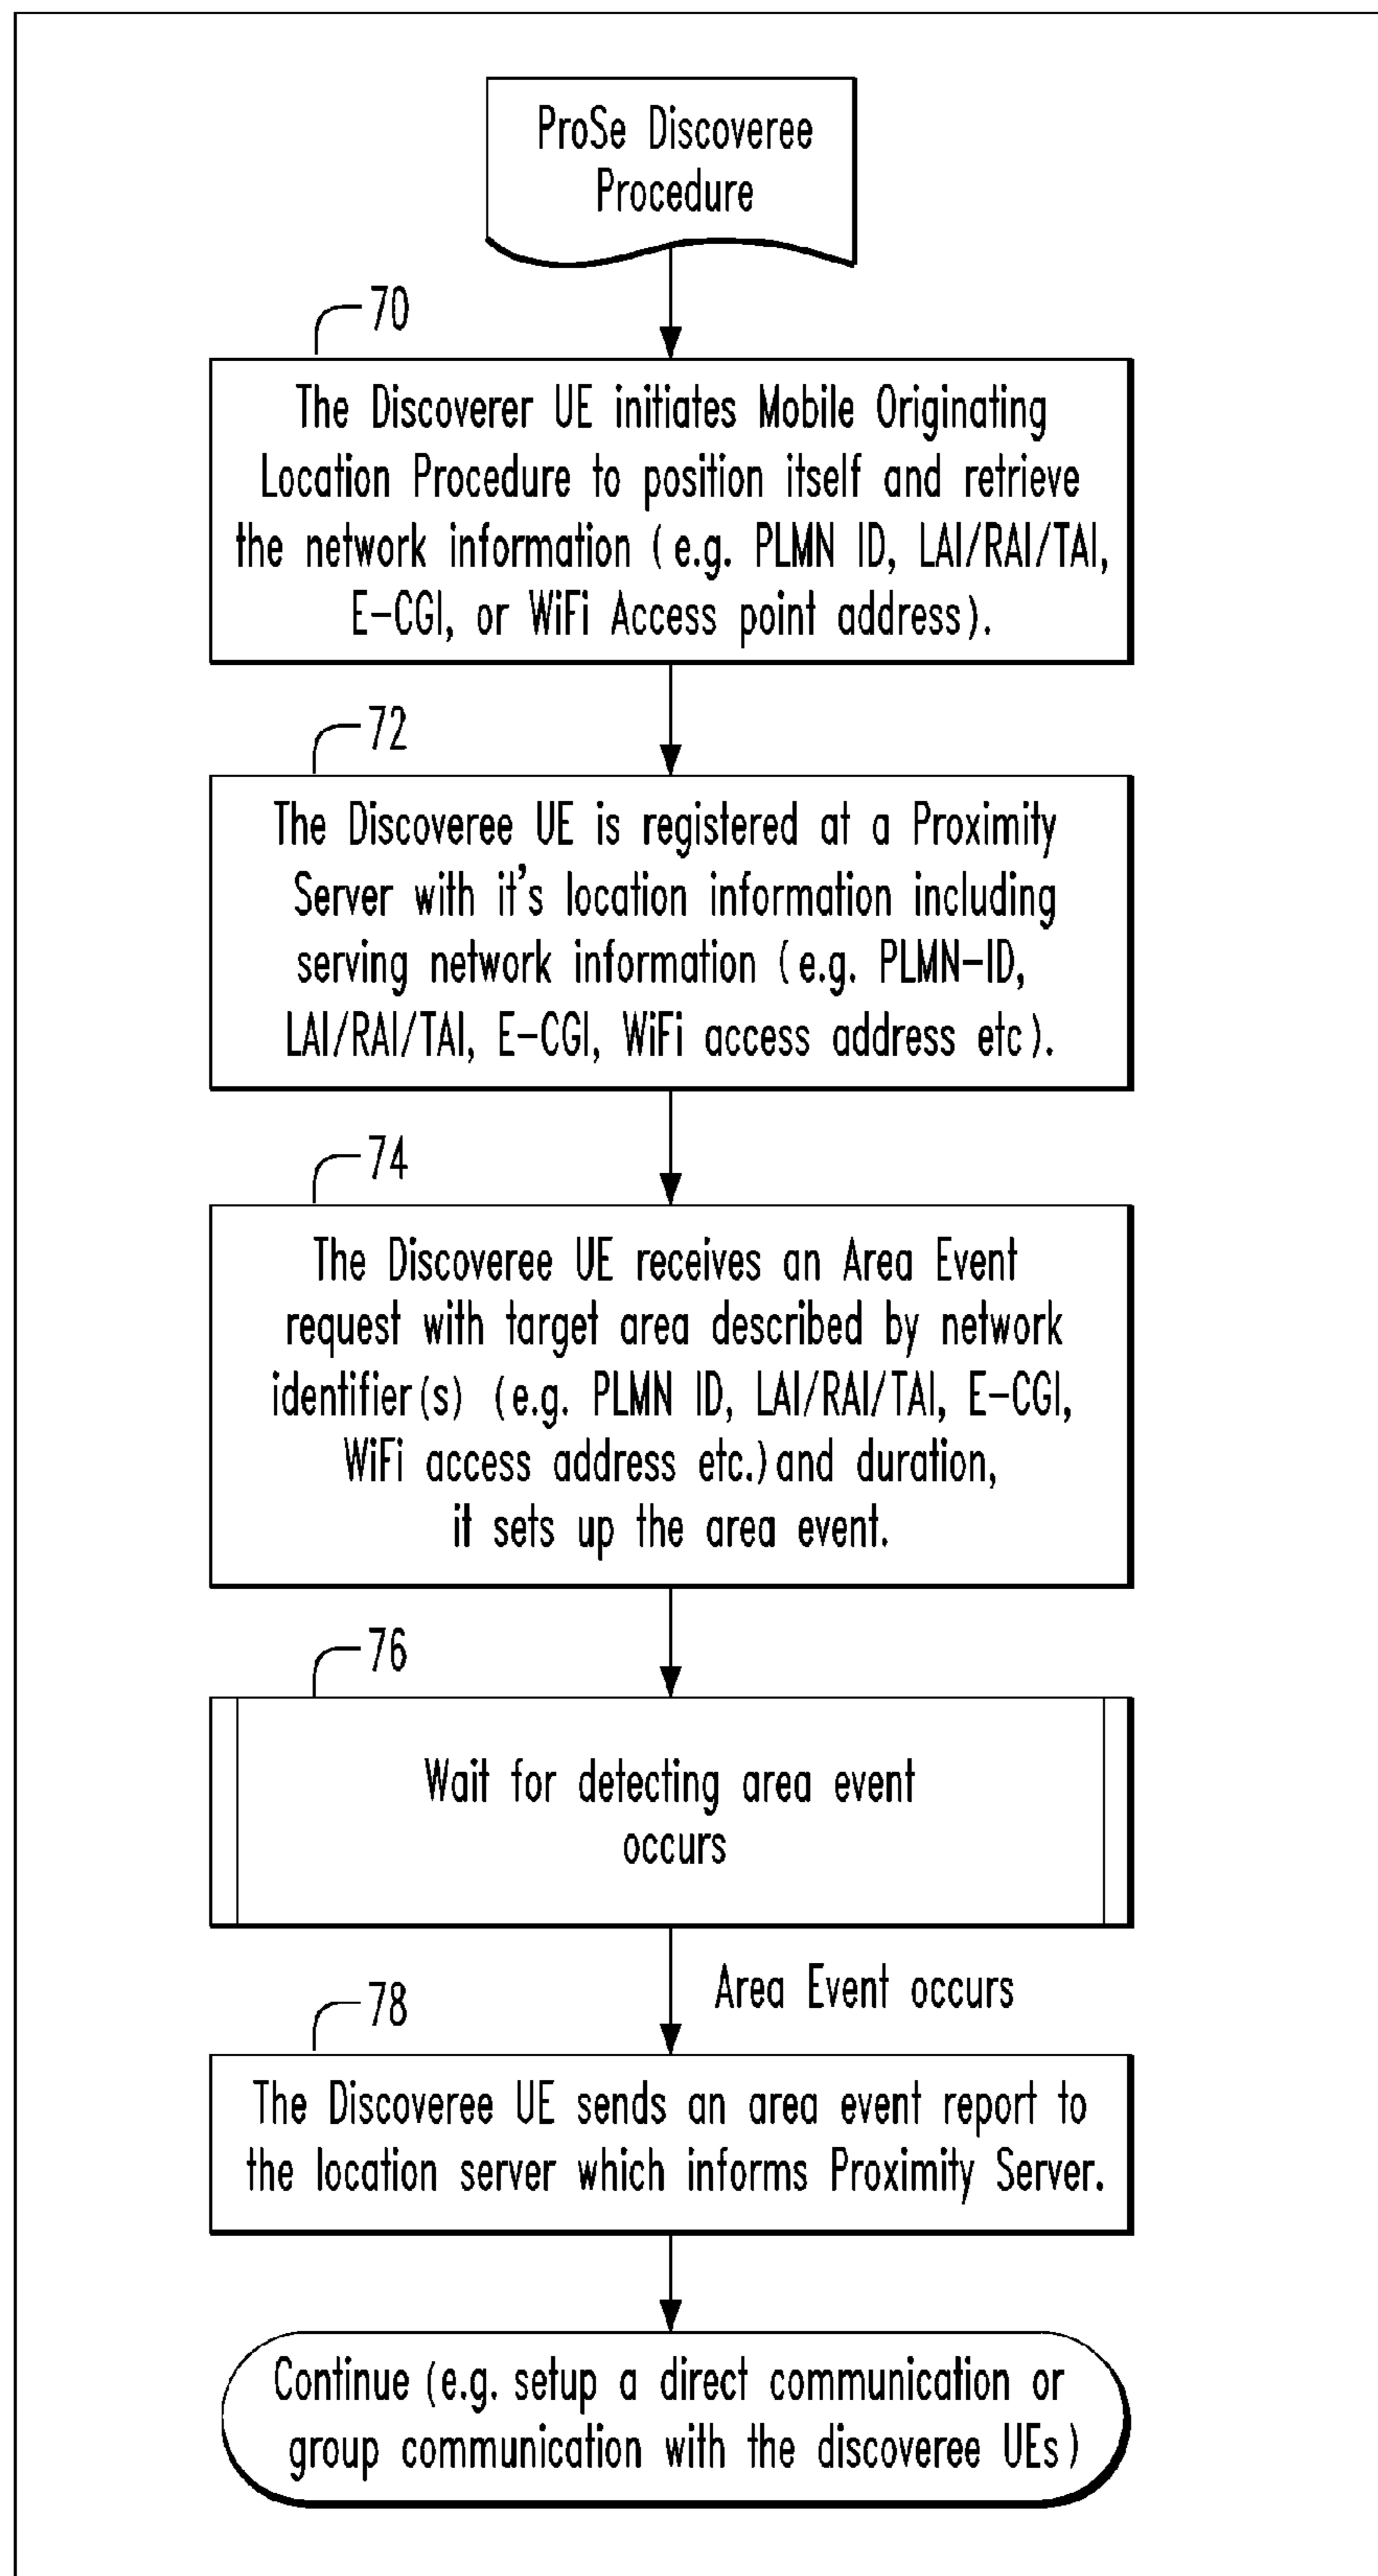 ProSe Discoveree
Procedure
70
The Discoverer UE initiates Mobile Originating
Location Procedure to position itself and retrieve
the network information (e.g. PLMN ID, LAI/RAI/TAI,
E-CGI, or WiFi Access point address).
72
The Discoveree UE is registered at a Proximity
Server with it's location information including
serving network information (e.g. PLMN-ID,
LAI/RAI/TAI, E-CGI, WiFi access address etc).
74
The Discoveree UE receives an Area Event
request with target area described by network
identifier(s) (e.g. PLMN ID, LAI/RAI/TAI, E-CGI,
WiFi access address etc.)and duration,
it sets up the area event.
76
Wait for detecting area event
occurs
Area Event occurs
78
The Discoveree UE sends an area event report to
the location server which informs Proximity Server.
Continue (e.g. setup a direct communication or
group communication with the discoveree UEs)